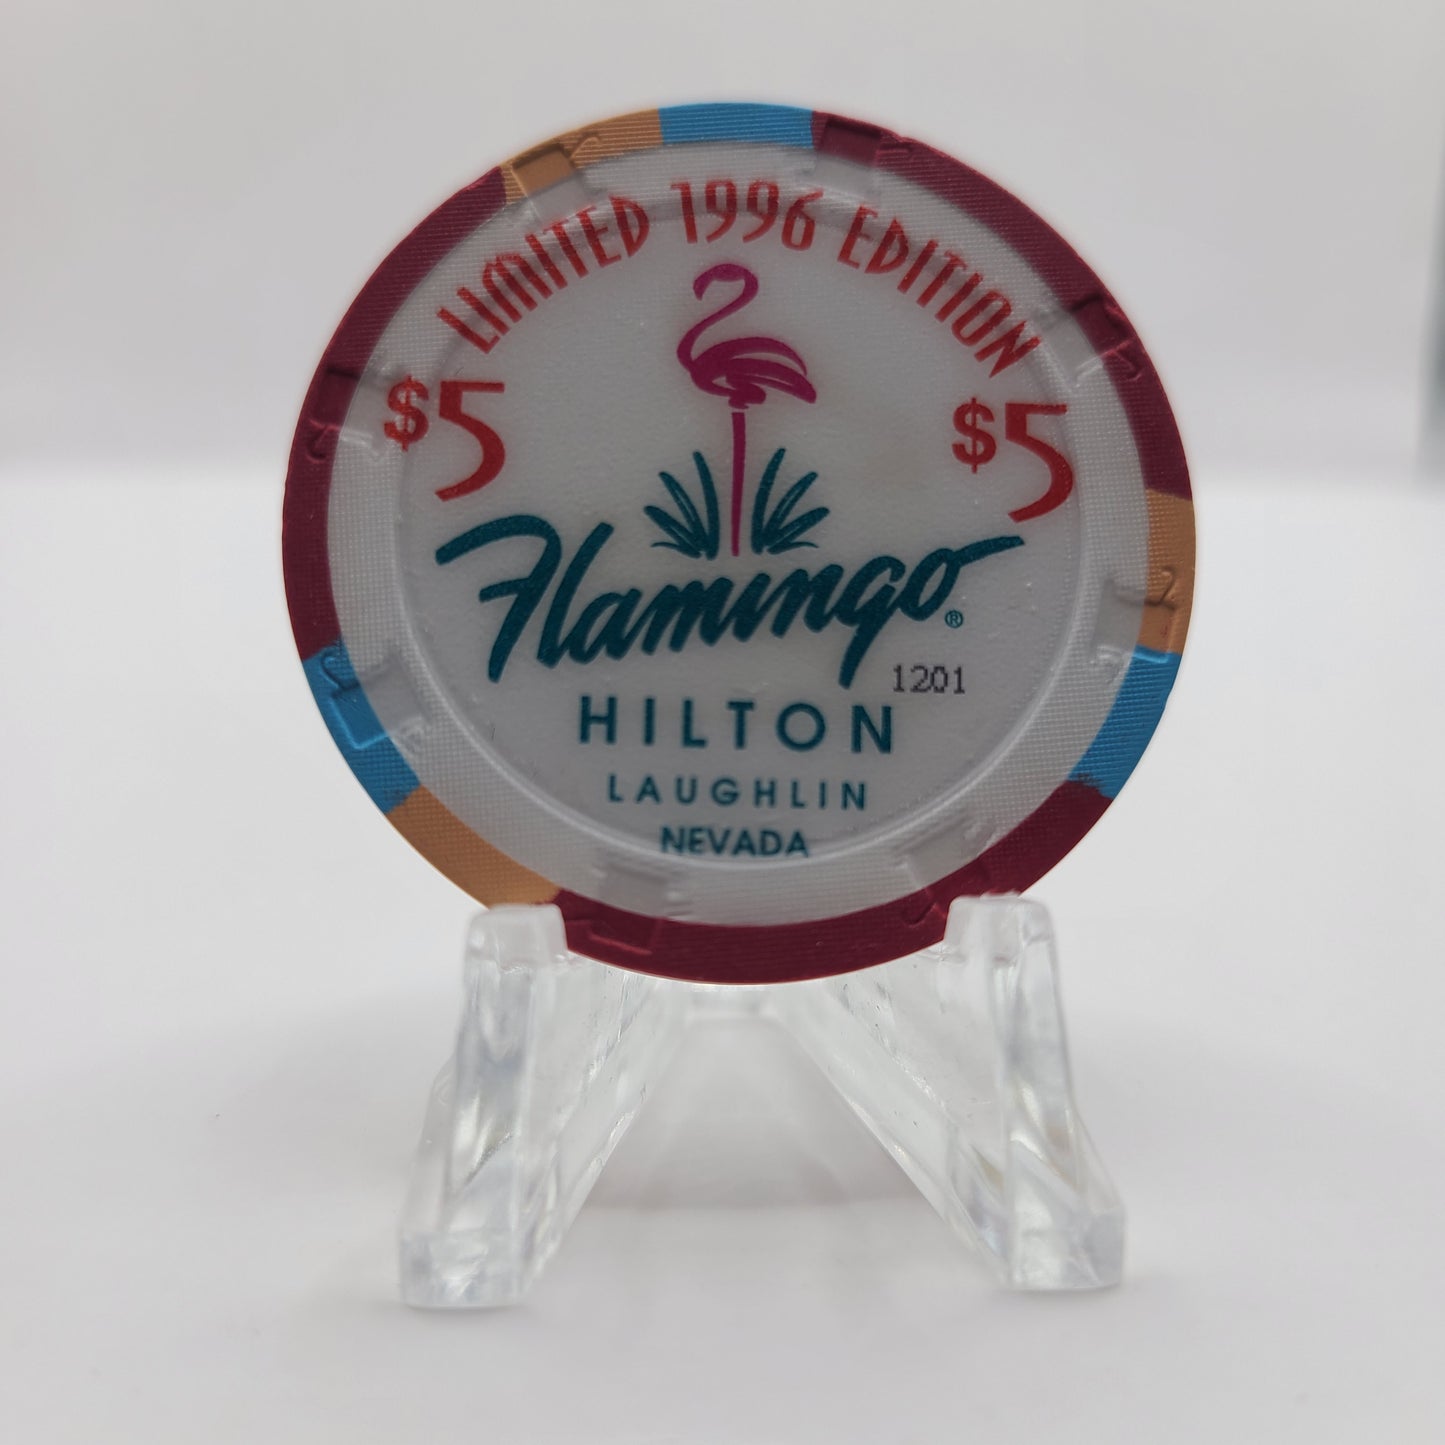 LIMITED 1996 EDITION
$5 $5
Flamingo®
1201
HILTON
LAUGHLIN
NEVADA